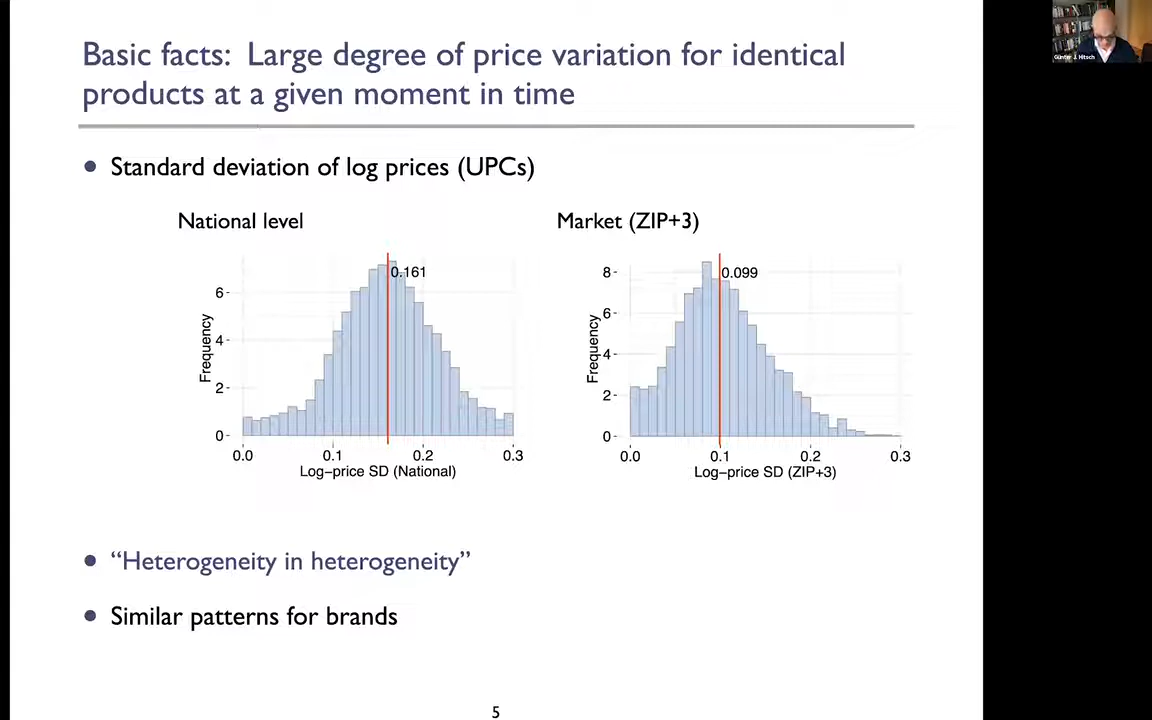 Basic facts: Large degree of price variation for identical
products at a given moment in time
Günter J. Hitsch
• Standard deviation of log prices (UPCs)
National level
Market (ZIP+3)
0.161
6
4
2
0
Frequency
0.0 0.1 0.2 0.3
Log-price SD (National)
0.099
8
6
4
2
0
Frequency
0.0 0.1 0.2 0.3
Log-price SD (ZIP+3)
• “Heterogeneity in heterogeneity”
• Similar patterns for brands
5